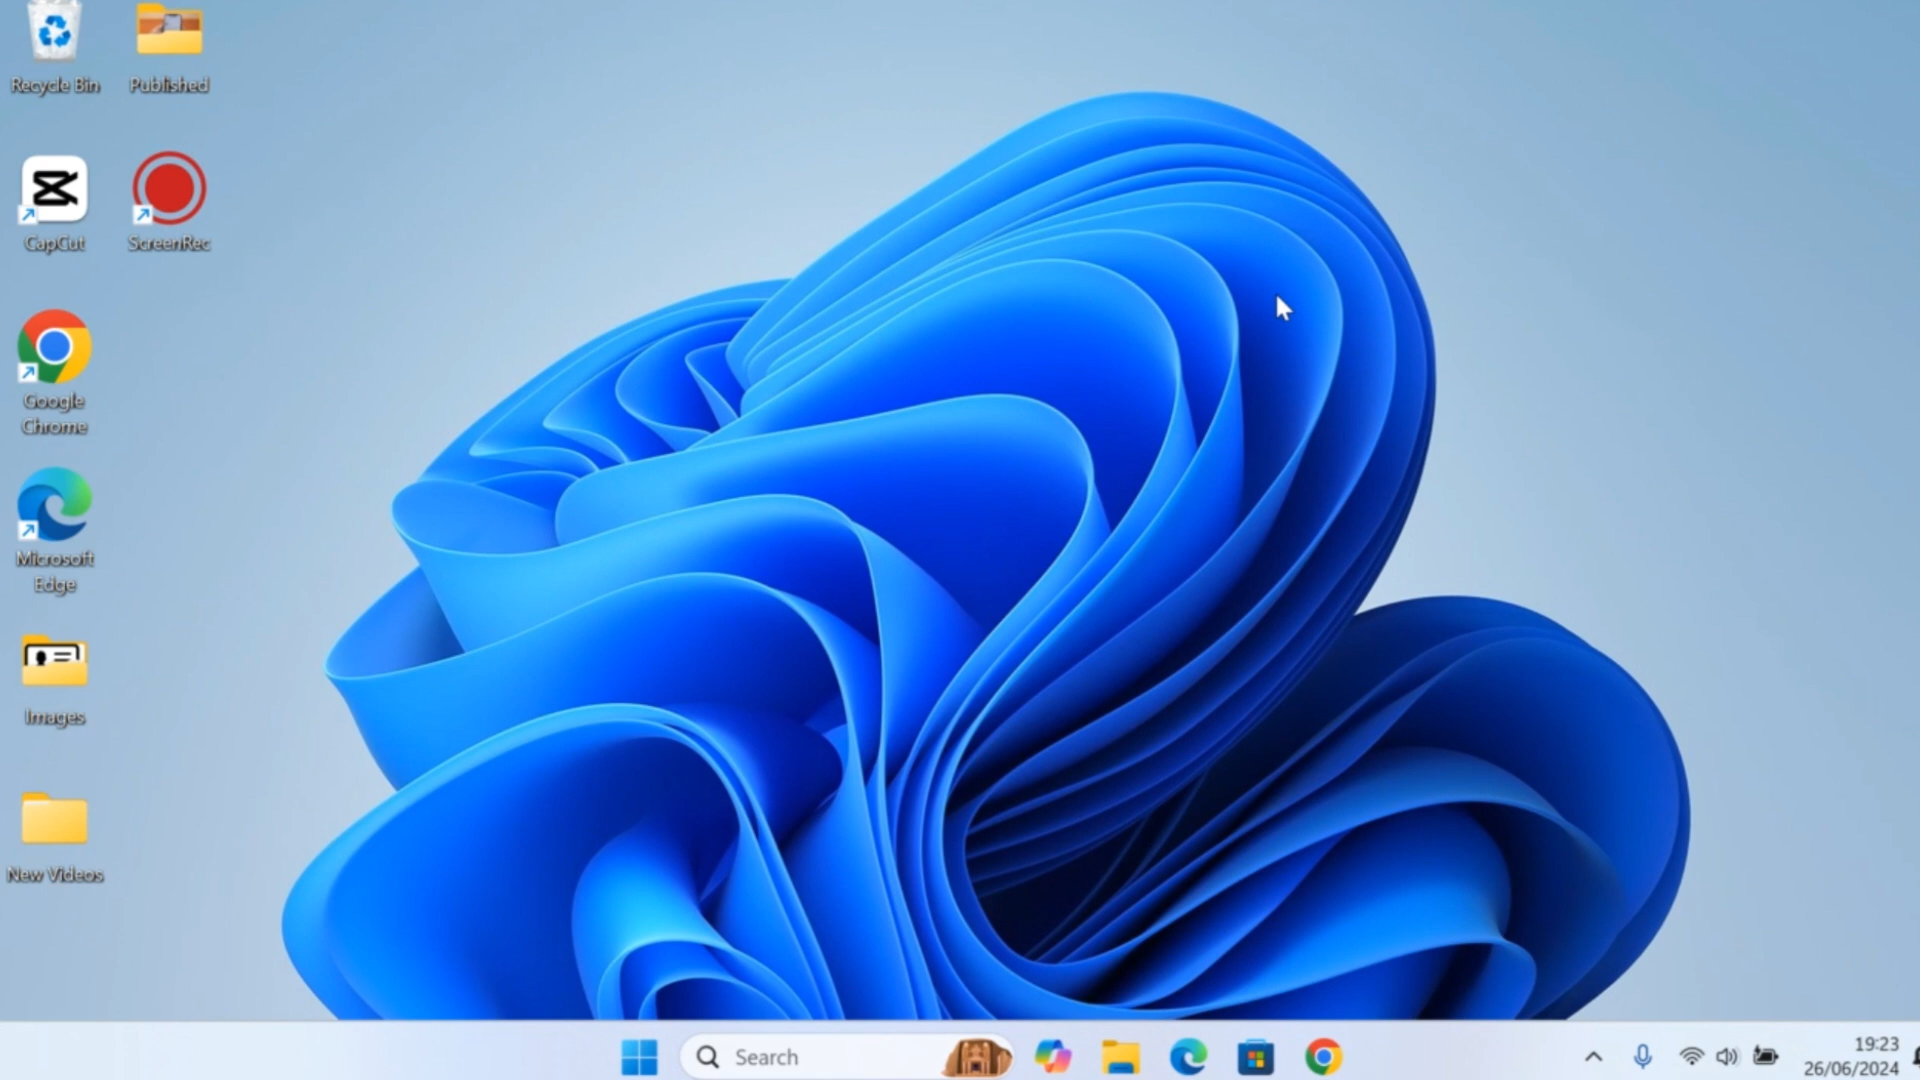 Recycle Bin
Published
CapCut
ScreenRec
Google
Chrome
Microsoft
Edge
Images
New Videos
Search
19:23
26/06/2024